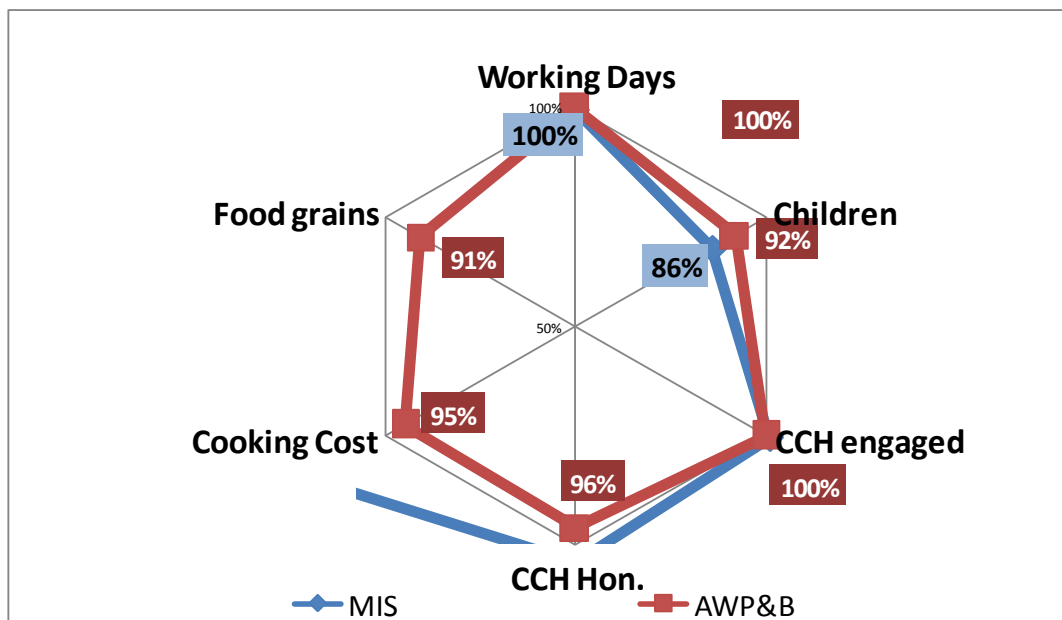 Working Days
100%
100%
100%
Food grains
Children
92%
91%
86%
50%
95%
Cooking Cost
CCH engaged
96%
100%
CCH Hon.
MIS
AWP&B